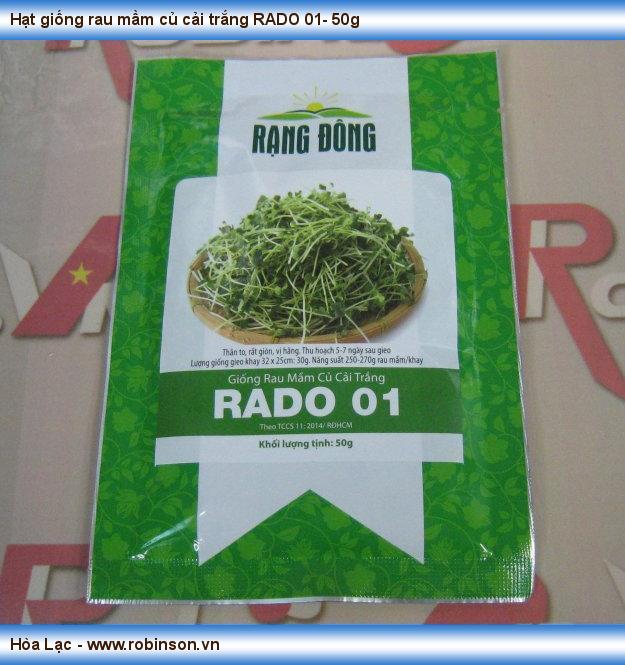 Hạt giống rau mầm củ cải trắng RADO 01- 50g
RẠNG ĐÔNG
Thân to, rất giòn, vị hăng. Thu hoạch 5-7 ngày sau gieo
Lượng giống gieo khay 32 x 25cm: 30g. Năng suất 250-270g rau mầm/khay
Giống Rau Mầm Củ Cải Trắng
RADO 01
Theo TCCS 11: 2014/ RĐHCM
Khối lượng tịnh: 50g
Hòa Lạc - www.robinson.vn